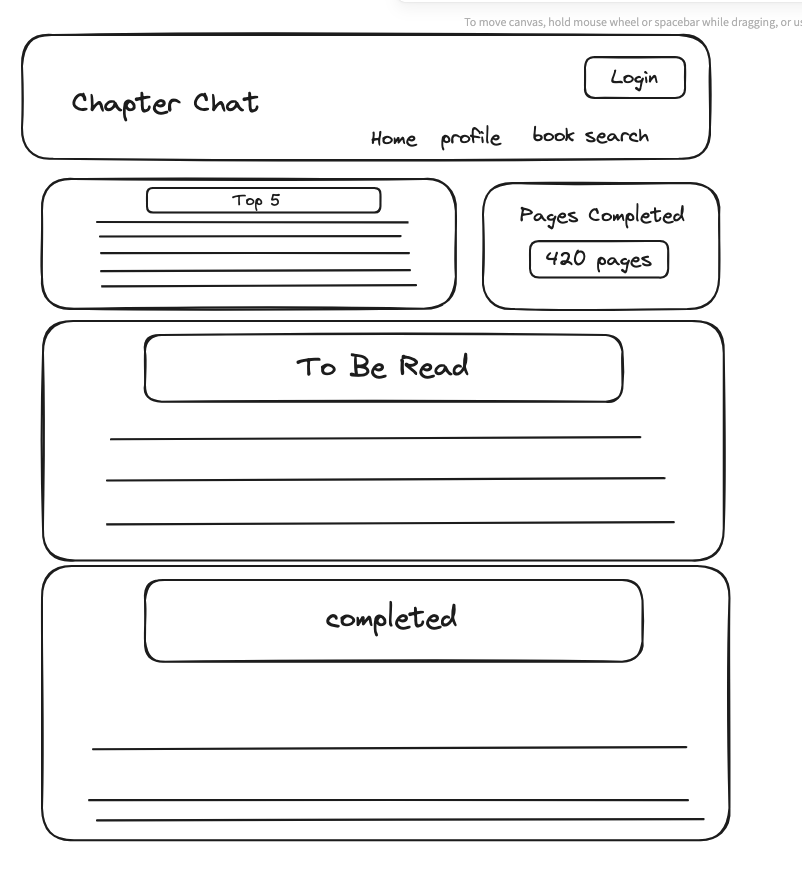 To move canvas, hold mouse wheel or spacebar while dragging, or
Login
Chapter Chat
Home profile book search
Top 5
Pages Completed
420 pages
To Be Read
completed